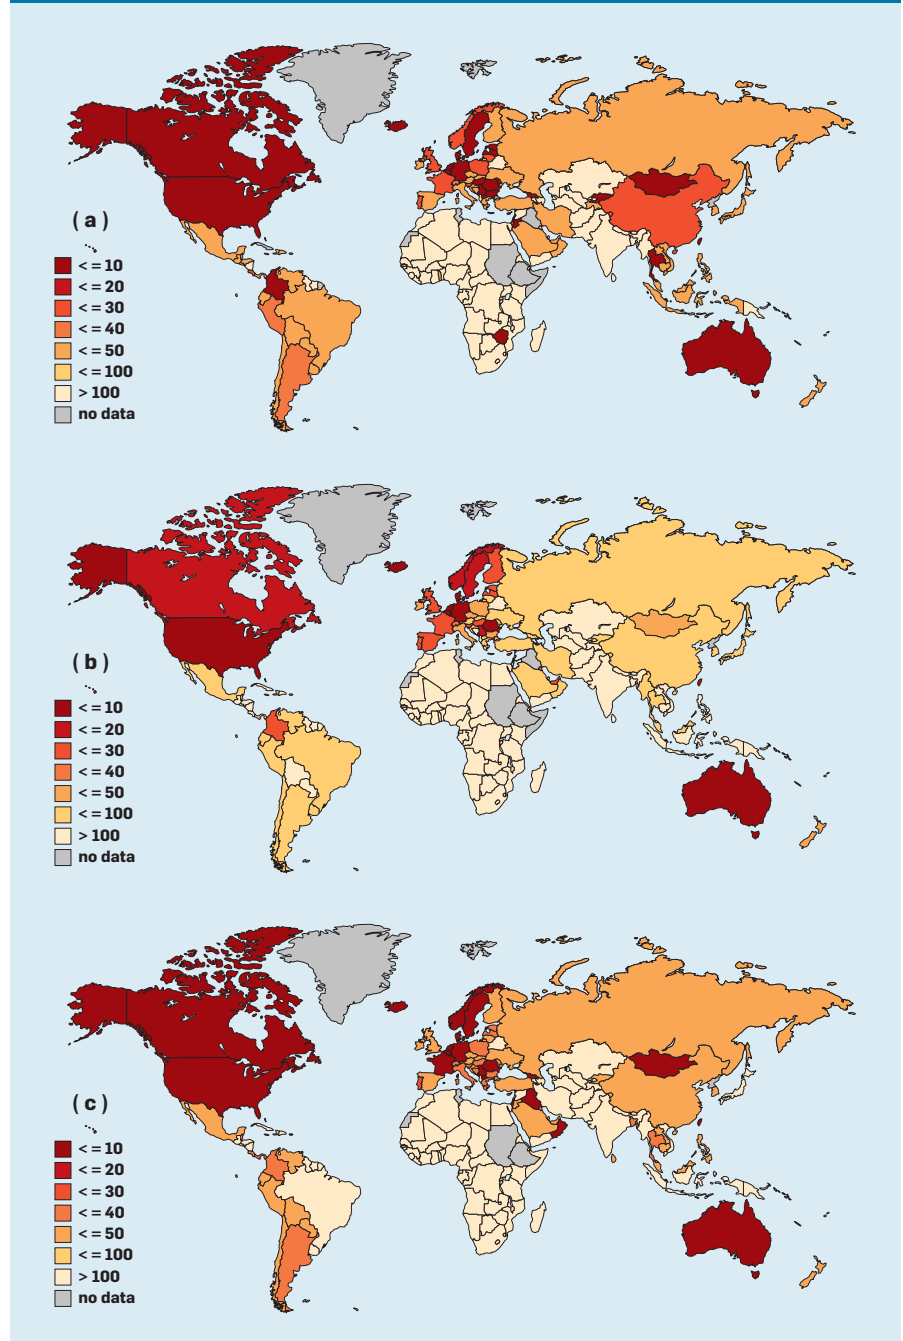 ( a )
< = 10
< = 20
< = 30
< = 40
< = 50
< = 100
> 100
no data
( b )
< = 10
< = 20
< = 30
< = 40
< = 50
< = 100
> 100
no data
( c )
< = 10
< = 20
< = 30
< = 40
< = 50
< = 100
> 100
no data